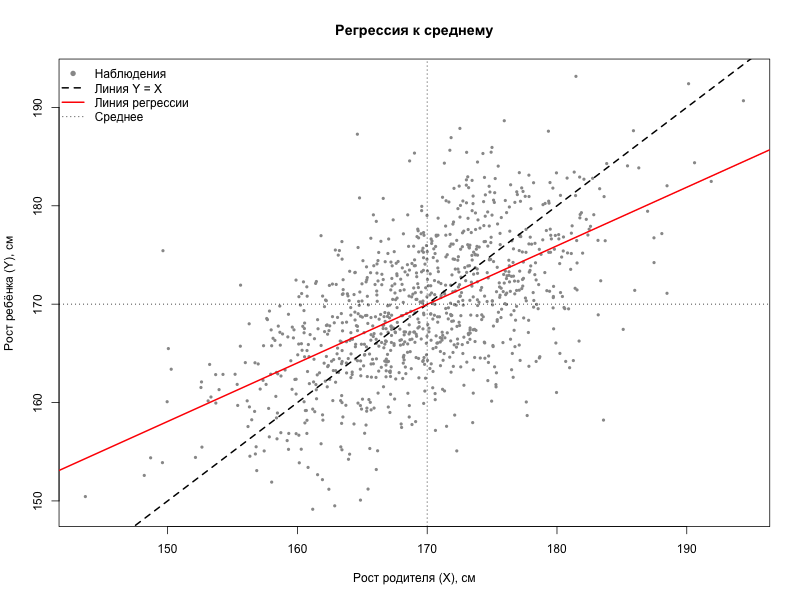 Регрессия к среднему
Наблюдения
Линия Y = X
Линия регрессии
Среднее
190
180
170
160
150
Рост ребёнка (Y), см
150 160 170 180 190
Рост родителя (X), см